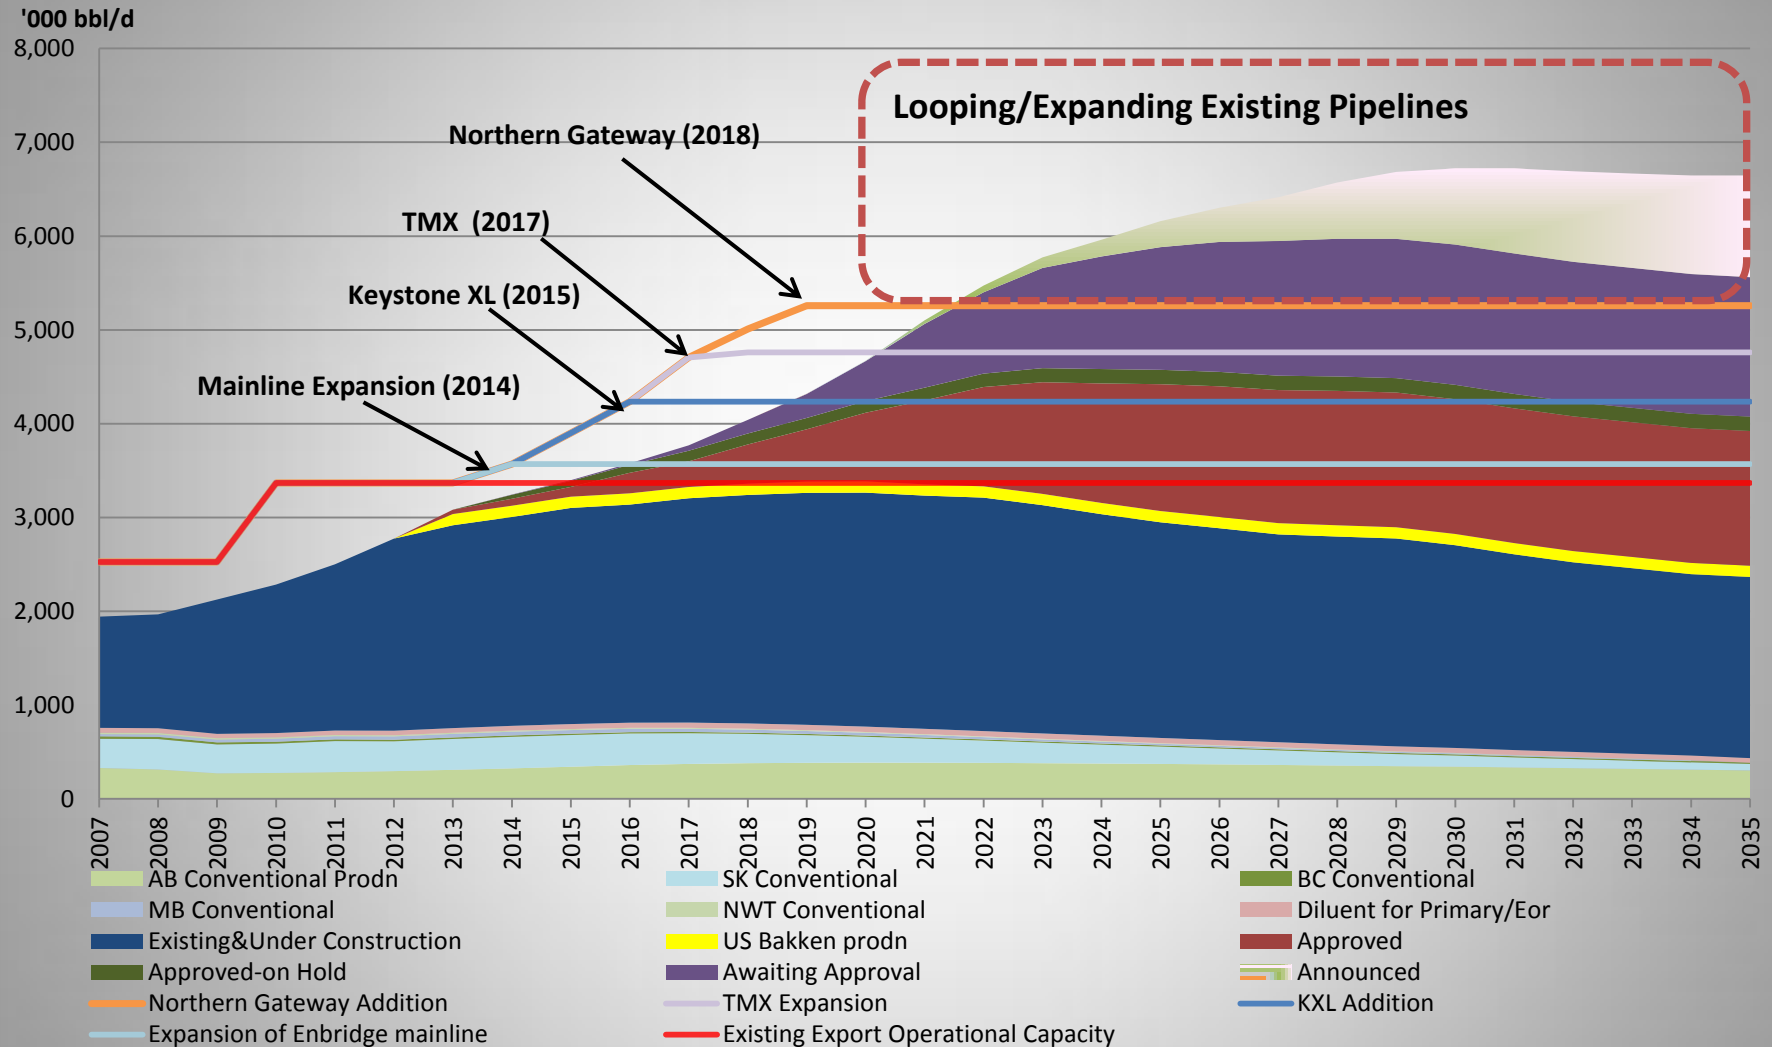 '000 bbl/d
8,000
7,000
6,000
5,000
4,000
3,000
2,000
1,000
0
Looping/Expanding Existing Pipelines
Northern Gateway (2018)
TMX (2017)
Keystone XL (2015)
Mainline Expansion (2014)
2007 2008 2009 2010 2011 2012 2013 2014 2015 2016 2017 2018 2019 2020 2021 2022 2023 2024 2025 2026 2027 2028 2029 2030 2031 2032 2033 2034 2035
AB Conventional Prodn SK Conventional BC Conventional
MB Conventional NWT Conventional Diluent for Primary/Eor
Existing&Under Construction US Bakken prodn Approved
Approved-on Hold Awaiting Approval Announced
Northern Gateway Addition TMX Expansion KXL Addition
Expansion of Enbridge mainline Existing Export Operational Capacity